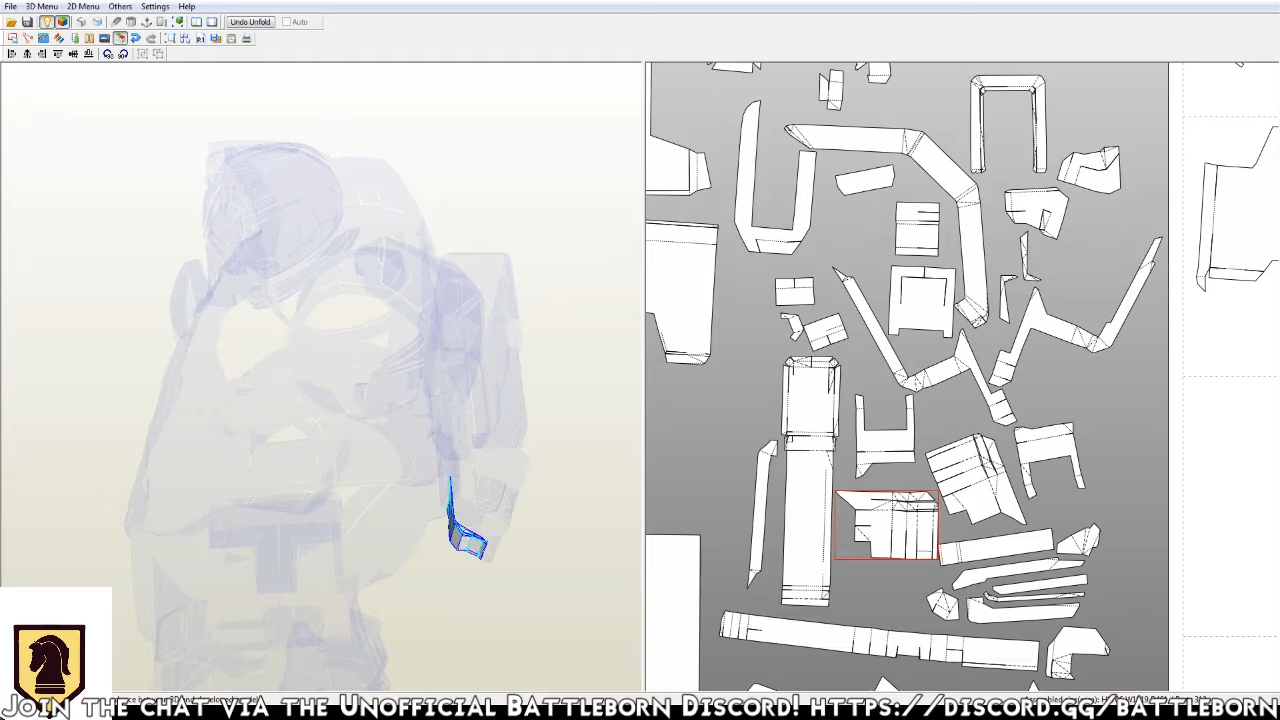 File 3D Menu 2D Menu Others Settings Help
Undo Unfold Auto
JOIN THE CHAT VIA THE UNOFFICIAL BATTLEBORN DISCORD! HTTPS://DISCORD.GG/BATTLEBORN